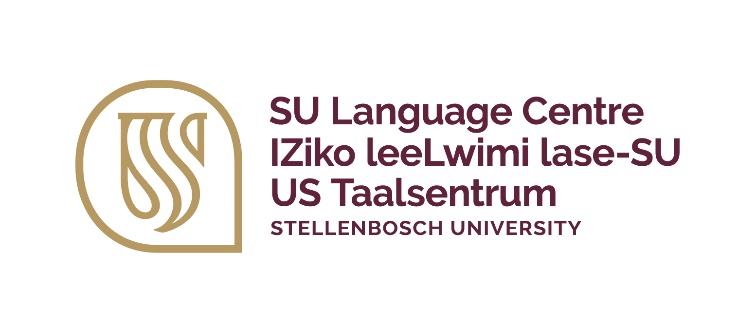 SU Language Centre
IZiko leeLwimi lase-SU
US Taalsentrum
STELLENBOSCH UNIVERSITY